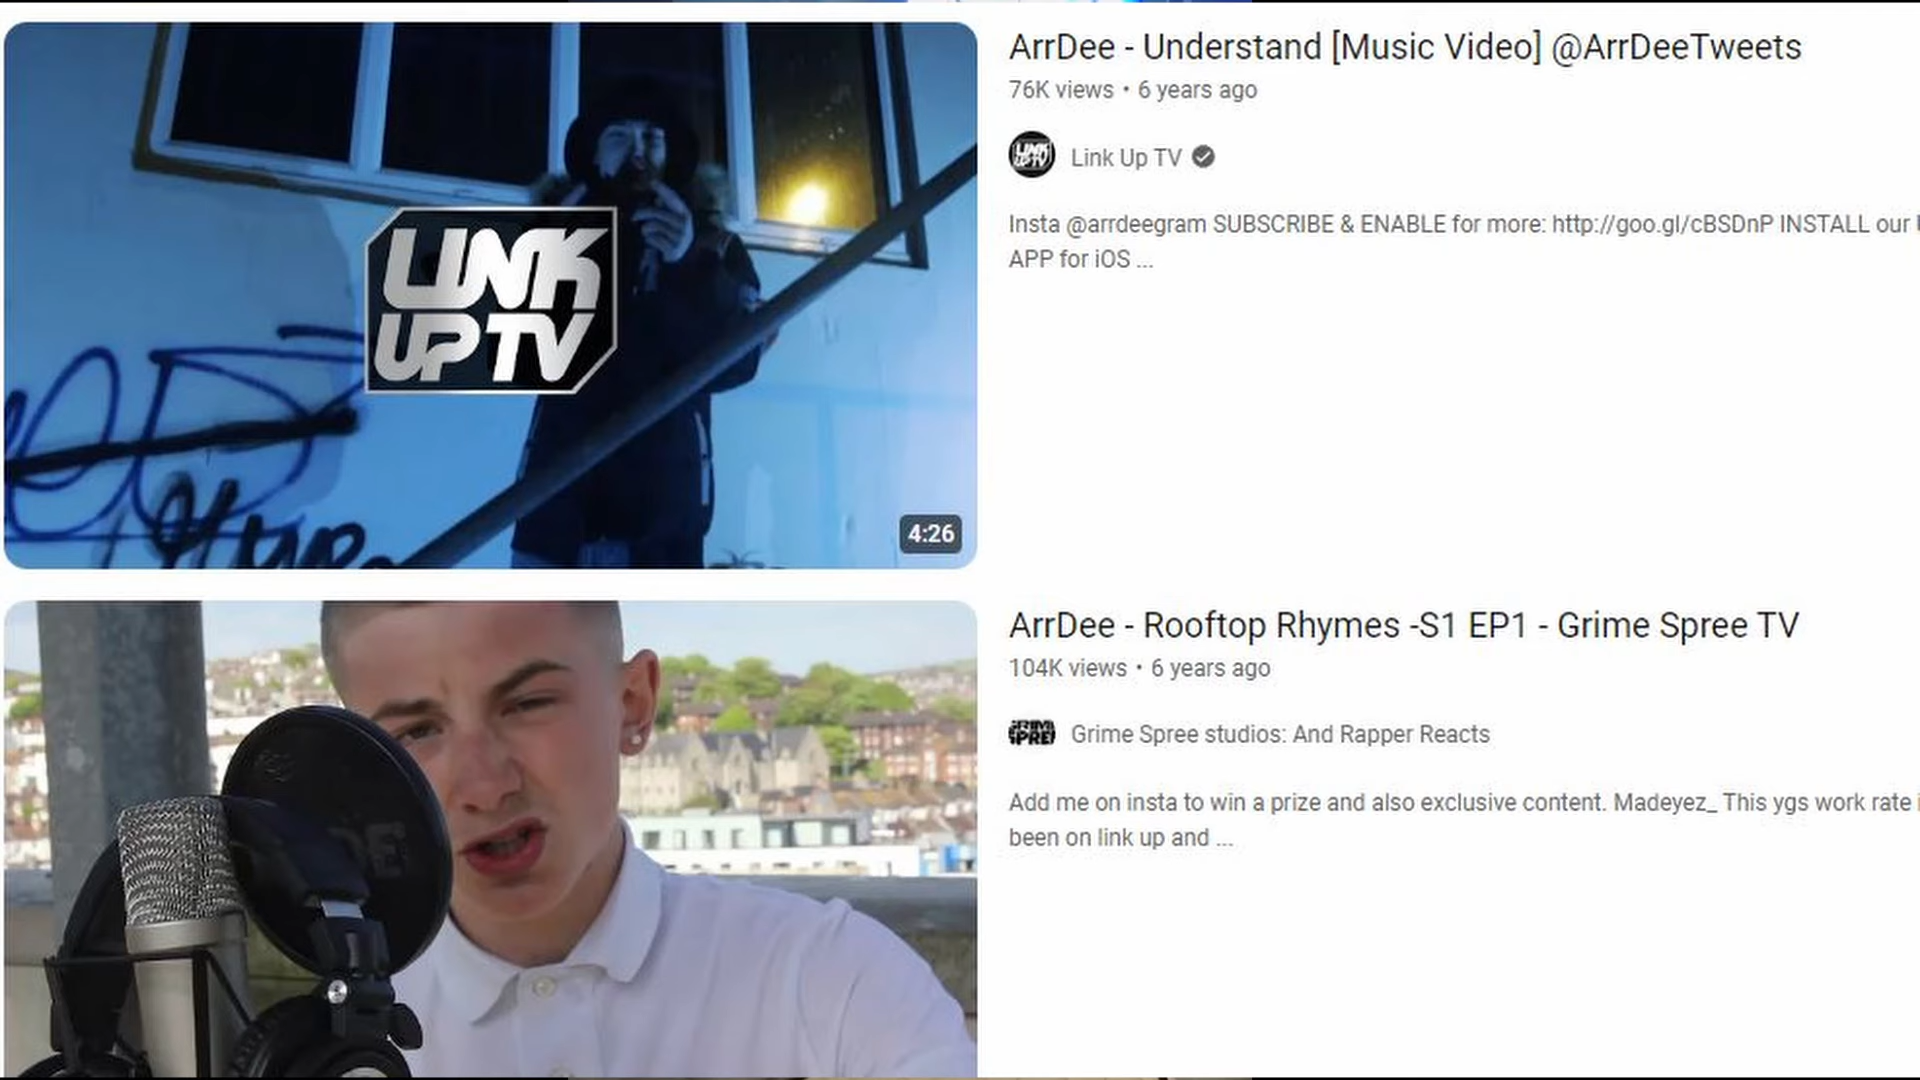 ArrDee - Understand [Music Video] @ArrDeeTweets
76K views • 6 years ago
LINK
UP TV
Link Up TV
Insta @arrdeegram SUBSCRIBE & ENABLE for more: http://goo.gl/cBSDnP INSTALL our
APP for iOS ...
LINK
UP TV
4:26
ArrDee - Rooftop Rhymes -S1 EP1 - Grime Spree TV
104K views • 6 years ago
Grime Spree studios: And Rapper Reacts
Add me on insta to win a prize and also exclusive content. Madeyez_ This ygs work rate
been on link up and ...